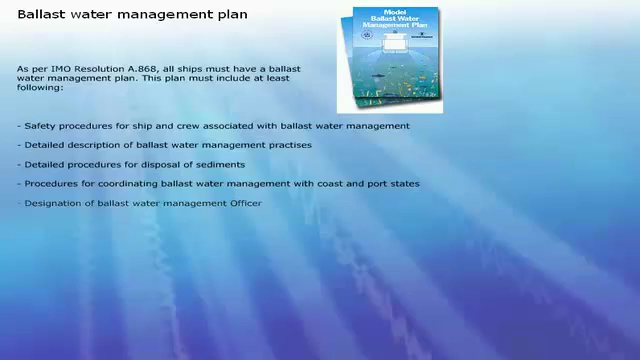 Ballast water management plan
Model
Ballast Water
Management Plan
As per IMO Resolution A.868, all ships must have a ballast
water management plan. This plan must include at least
following:
- Safety procedures for ship and crew associated with ballast water management
- Detailed description of ballast water management practises
- Detailed procedures for disposal of sediments
- Procedures for coordinating ballast water management with coast and port states
- Designation of ballast water management Officer